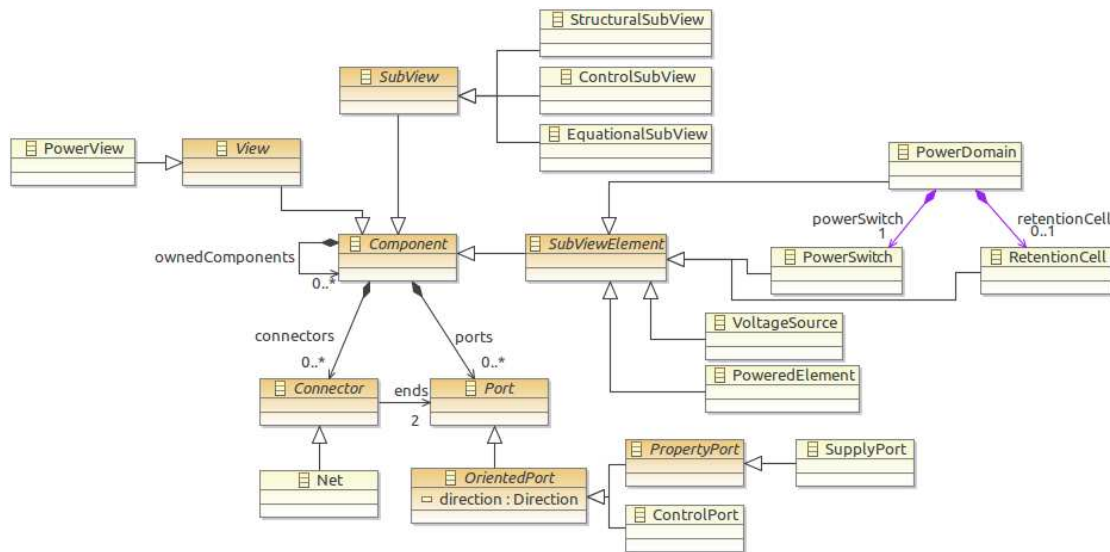 StructuralSubView
SubView
ControlSubView
EquationalSubView
PowerView
View
PowerDomain
powerSwitch
retentionCell
1
0..1
Component
SubViewElement
ownedComponents
PowerSwitch
RetentionCell
0..*
VoltageSource
connectors
ports
0..*
0..*
PoweredElement
Connector
ends
Port
2
PropertyPort
SupplyPort
Net
OrientedPort
direction : Direction
ControlPort